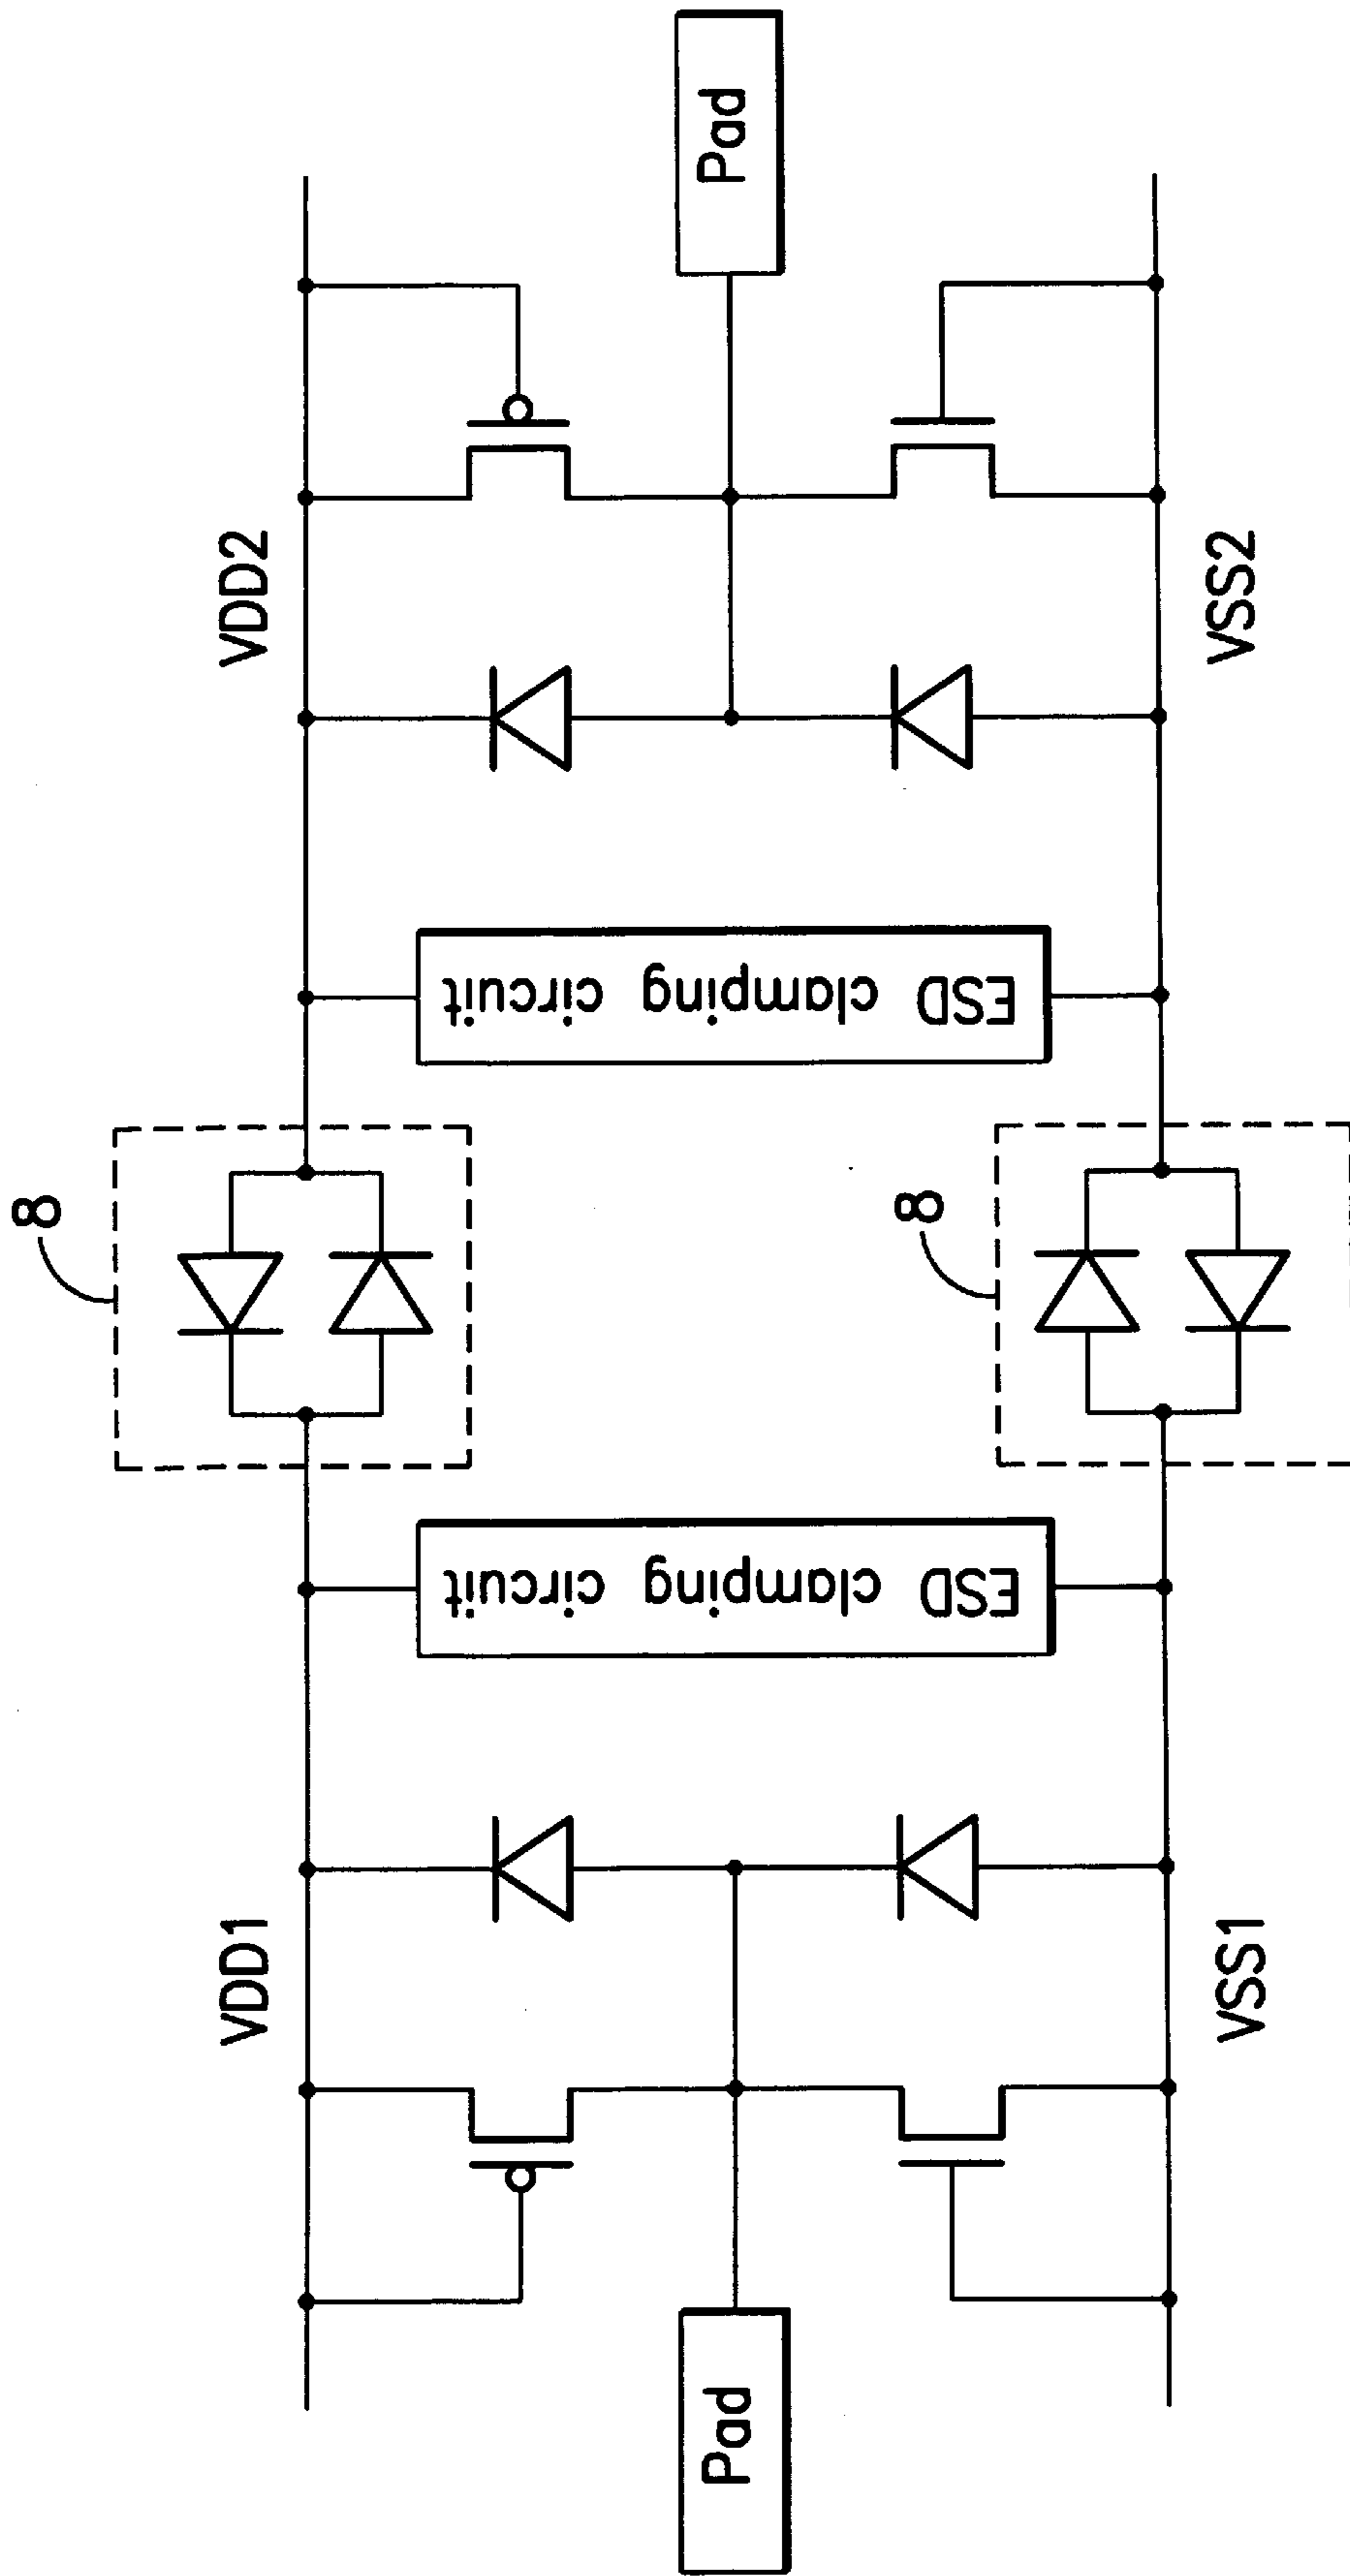 8
VDD1
VDD2
ESD clamping
circuit
ESD clamping
circuit
Pad
Pad
8
VSS1
VSS2